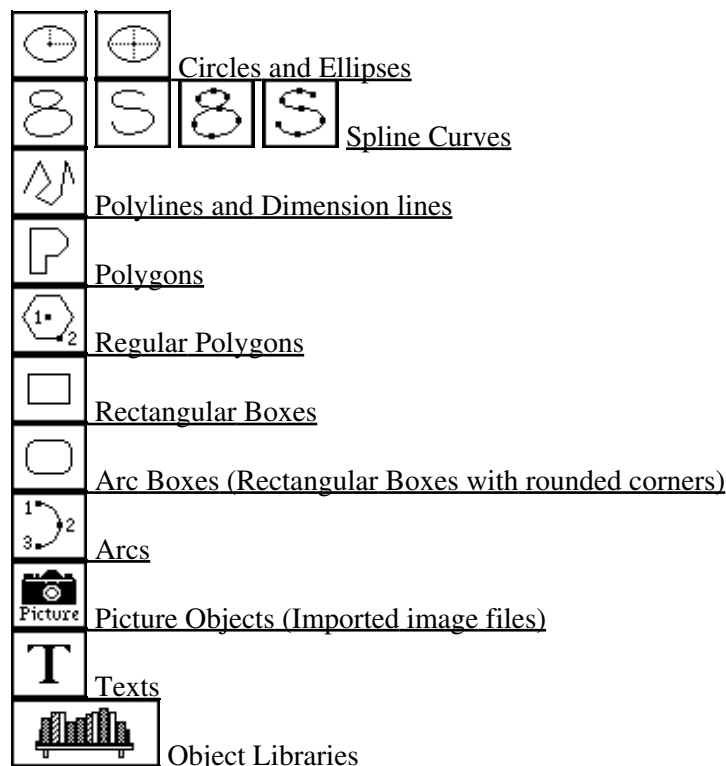 Circles and Ellipses
Spline Curves
Polylines and Dimension lines
Polygons
1 2
Regular Polygons
Rectangular Boxes
Arc Boxes (Rectangular Boxes with rounded corners)
1 2 3
Arcs
Picture
Picture Objects (Imported image files)
T
Texts
Object Libraries